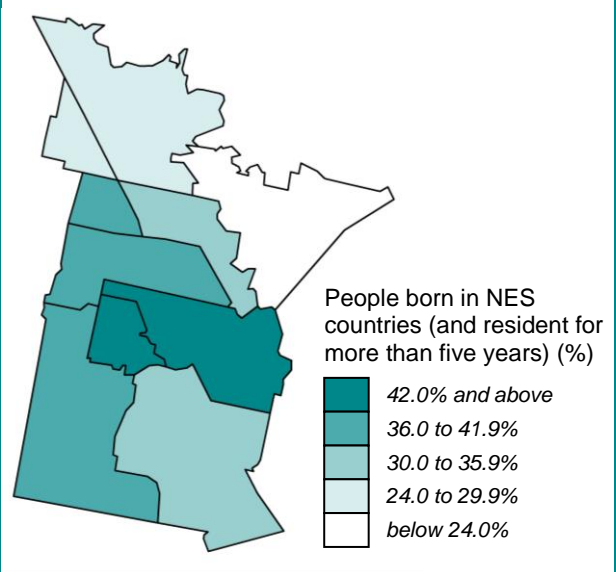 People born in NES
countries (and resident for
more than five years) (%)
42.0% and above
36.0 to 41.9%
30.0 to 35.9%
24.0 to 29.9%
below 24.0%